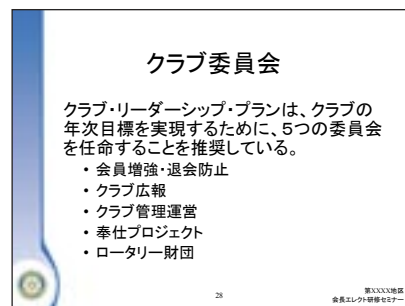 クラブ委員会
クラブ・リーダーシップ・プランは、クラブの
年次目標を実現するために、5つの委員会
を任命することを推奨している。
• 会員増強・退会防止
• クラブ広報
• クラブ管理運営
• 奉仕プロジェクト
• ロータリー財団
28
第XXXX地区
会長エレクト研修セミナー